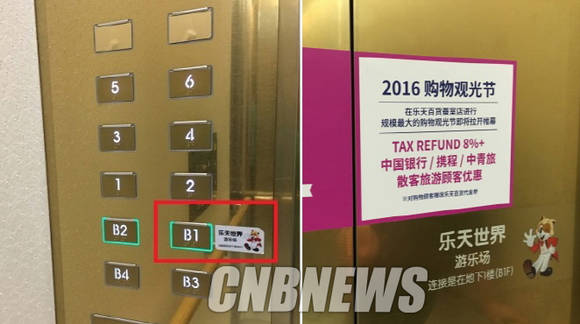 5
6
3
4
1
2
B2
B1
乐天世界
游乐场
B4
B3
2016 购物观光节
在乐天百货蚕室店进行
规模最大的购物观光节即将拉开帷幕
TAX REFUND 8%+
中国银行 / 携程 / 中青旅
散客旅游顾客优惠
乐天世界
游乐场
连接是在地下1楼(B1F)
CNBNEWS